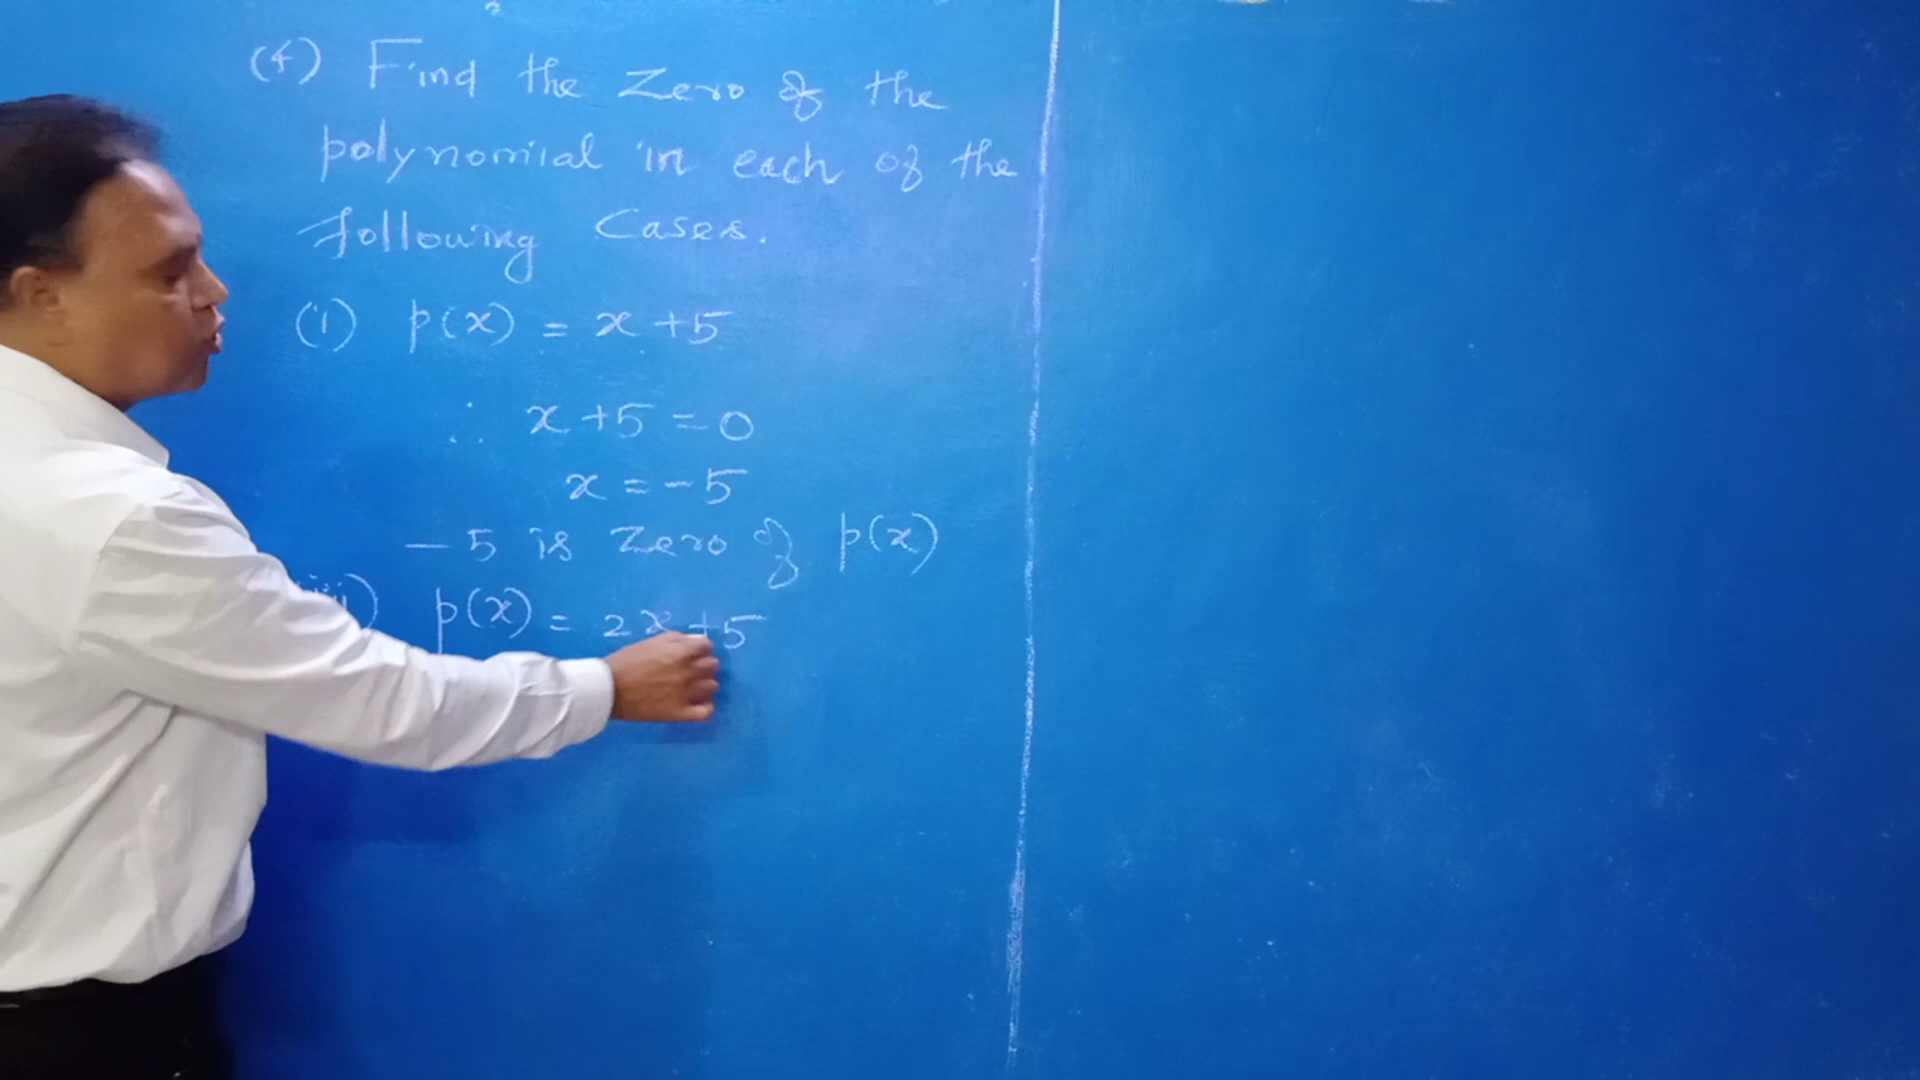 (4) Find the Zero of the
polynomial in each of the
following Cases.
(i) p(x) = x +5
∴ x +5 = 0
x = -5
-5 is Zero of p(x)
iii) p(x) = 2x+5